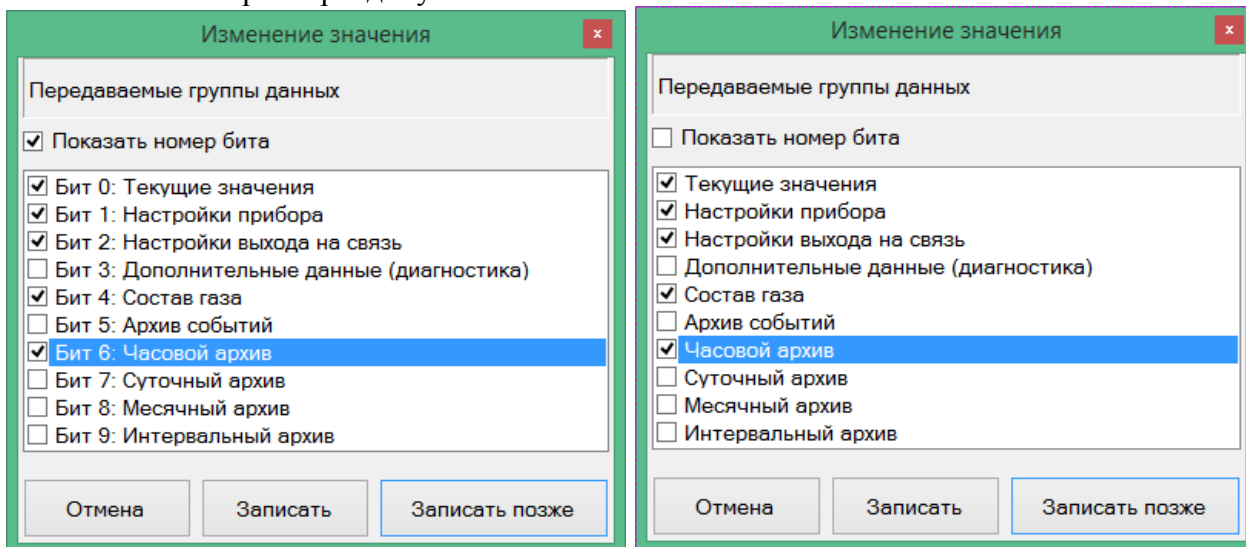 Изменение значения
x
Передаваемые группы данных
Показать номер бита
Бит 0: Текущие значения
Бит 1: Настройки прибора
Бит 2: Настройки выхода на связь
Бит 3: Дополнительные данные (диагностика)
Бит 4: Состав газа
Бит 5: Архив событий
Бит 6: Часовой архив
Бит 7: Суточный архив
Бит 8: Месячный архив
Бит 9: Интервальный архив
Отмена
Записать
Записать позже
Изменение значения
x
Передаваемые группы данных
Показать номер бита
Текущие значения
Настройки прибора
Настройки выхода на связь
Дополнительные данные (диагностика)
Состав газа
Архив событий
Часовой архив
Суточный архив
Месячный архив
Интервальный архив
Отмена
Записать
Записать позже